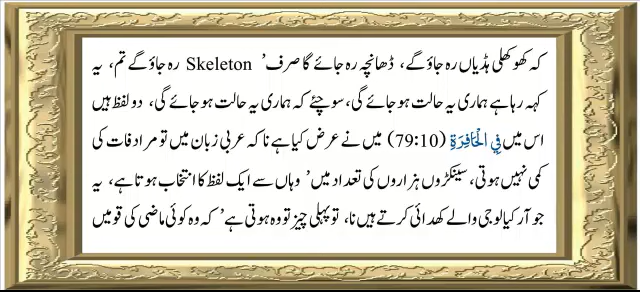 کہ کھوکھلی ہڈیاں رہ جاؤ گے، ڈھانچہ رہ جائے گا صرف’ Skeleton رہ جاؤ گے تم، یہ
کہہ رہا ہے ہماری یہ حالت ہو جائے گی، سوچئے کہ ہماری یہ حالت ہو جائے گی، دو لفظ ہیں
اس میں فِي الْحَافِرَةِ (79:10) میں نے عرض کیا ہے نا کہ عربی زبان میں تو مرادفات کی
کمی نہیں ہوتی، سینکڑوں ہزاروں کی تعداد میں’ وہاں سے ایک لفظ کا انتخاب ہوتا ہے، یہ
جو آرکیالوجی والے کھدائی کرتے ہیں نا، تو پہلی چیز تو وہ ہوتی ہے’ کہ وہ کوئی ماضی کی قومیں